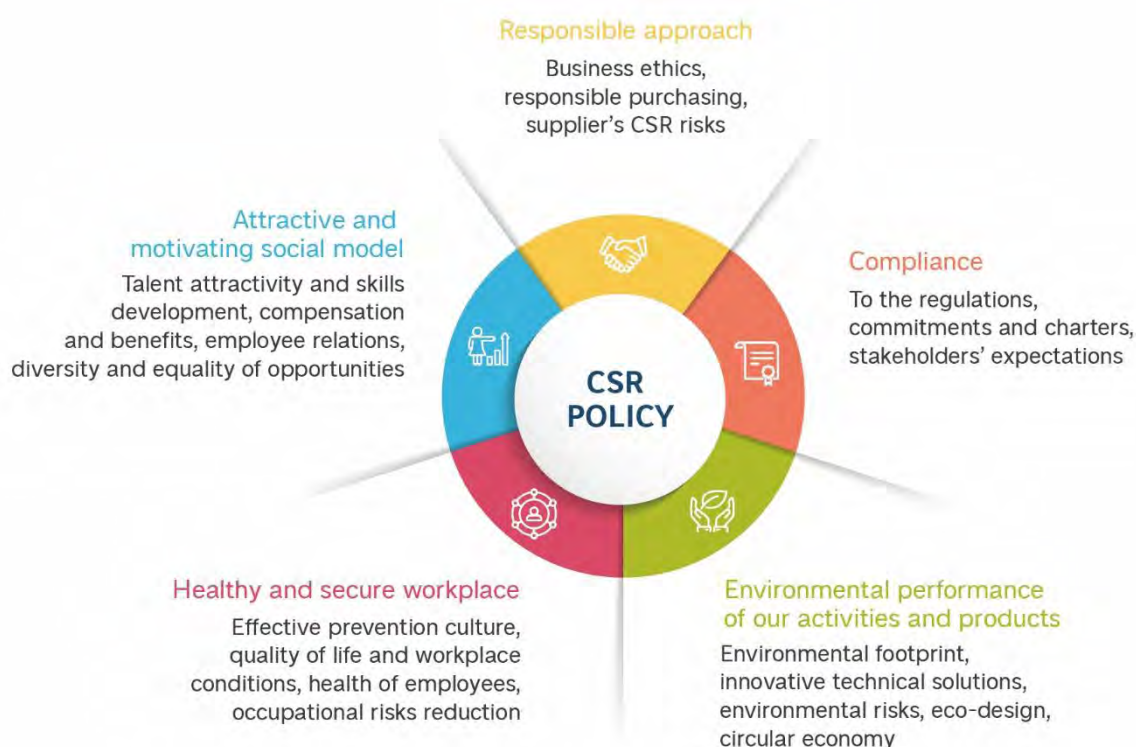 Responsible approach
Business ethics,
responsible purchasing,
supplier's CSR risks
Attractive and
motivating social model
Talent attractivity and skills
development, compensation
and benefits, employee relations,
diversity and equality of opportunities
Compliance
To the regulations,
commitments and charters,
stakeholders' expectations
CSR
POLICY
Healthy and secure workplace
Effective prevention culture,
quality of life and workplace
conditions, health of employees,
occupational risks reduction
Environmental performance
of our activities and products
Environmental footprint,
innovative technical solutions,
environmental risks, eco-design,
circular economy